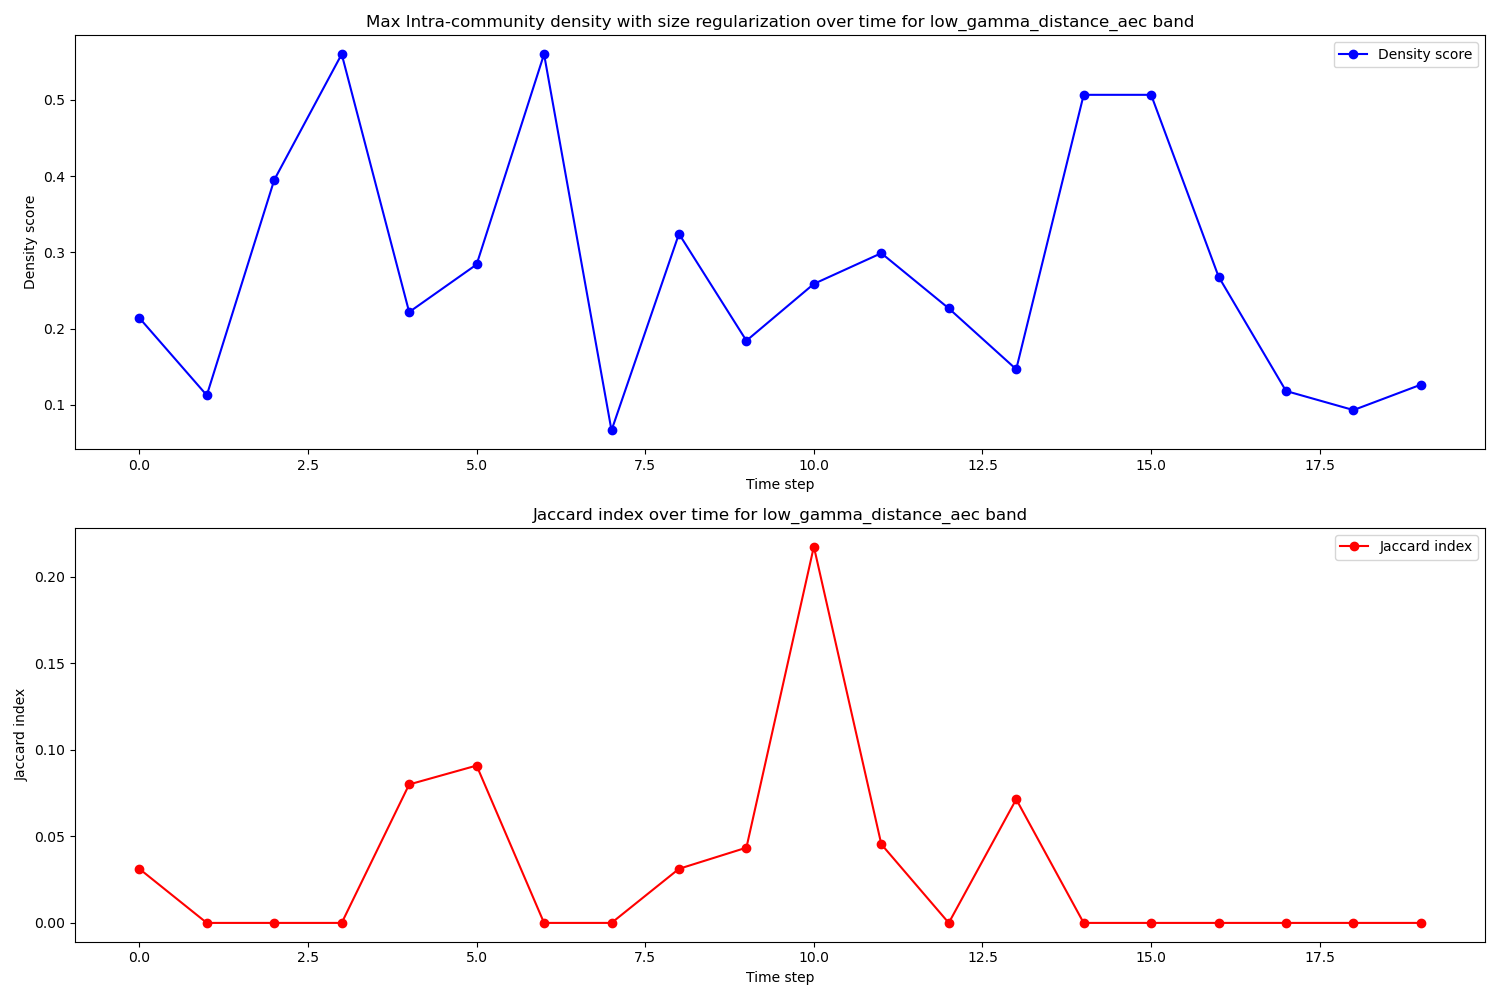 Max Intra-community density with size regularization over time for low_gamma_distance_aec band
Density score
0.5
0.4
0.3
0.2
0.1
Density score
0.0 2.5 5.0 7.5 10.0 12.5 15.0 17.5
Time step
Jaccard index over time for low_gamma_distance_aec band
Jaccard index
0.20
0.15
0.10
0.05
0.00
Jaccard index
0.0 2.5 5.0 7.5 10.0 12.5 15.0 17.5
Time step